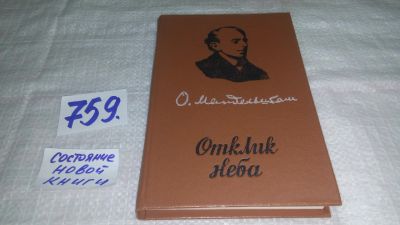 759.
Состояние
новой
книги
О. Мандельштам
Отклик
неба